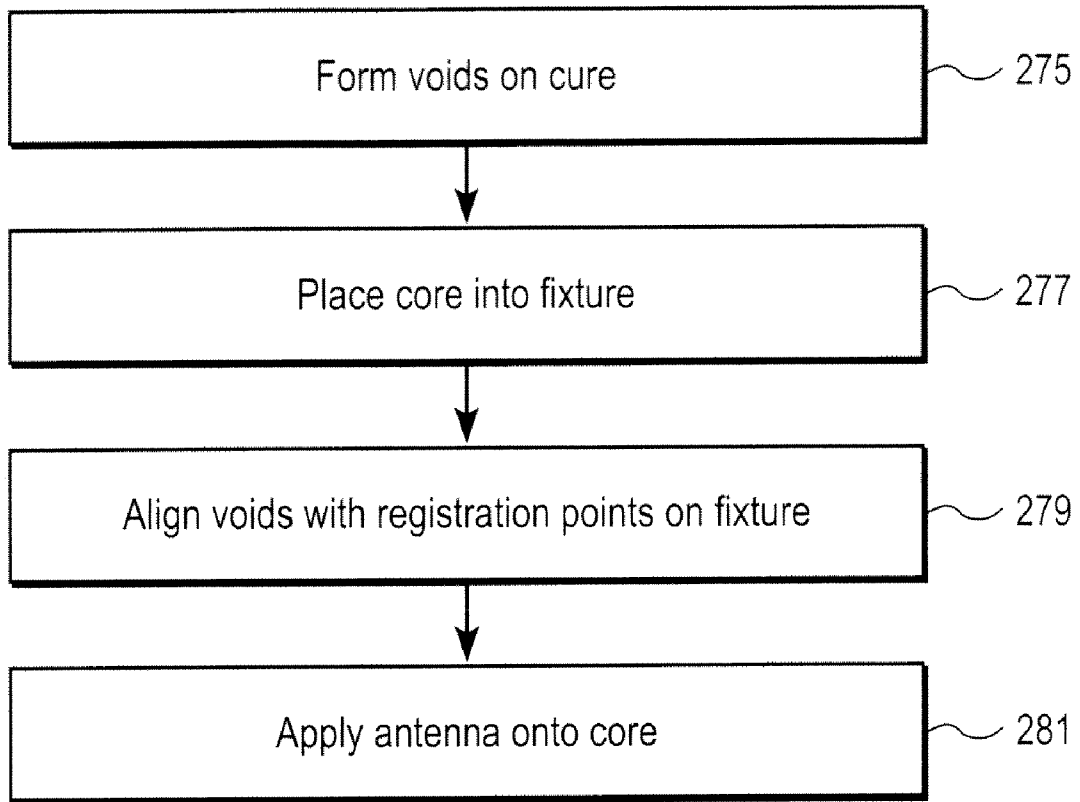 Form voids on cure
275
Place core into fixture
277
Align voids with registration points on fixture
279
Apply antenna onto core
281